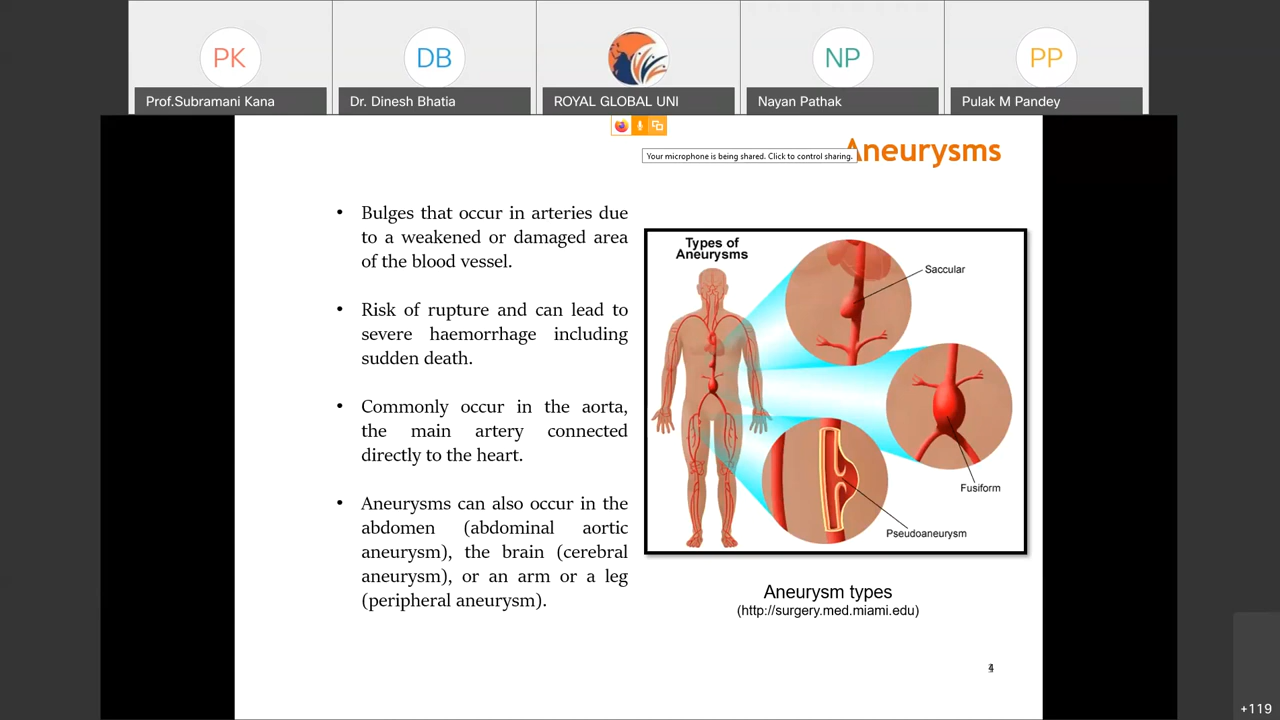 PK
DB
NP
PP
Prof.Subramani Kana
Dr. Dinesh Bhatia
ROYAL GLOBAL UNI
Nayan Pathak
Pulak M Pandey
Your microphone is being shared. Click to control sharing.
Aneurysms
• Bulges that occur in arteries due
to a weakened or damaged area
of the blood vessel.
• Risk of rupture and can lead to
severe haemorrhage including
sudden death.
• Commonly occur in the aorta,
the main artery connected
directly to the heart.
• Aneurysms can also occur in the
abdomen (abdominal aortic
aneurysm), the brain (cerebral
aneurysm), or an arm or a leg
(peripheral aneurysm).
Types of
Aneurysms
Saccular
Fusiform
Pseudoaneurysm
Aneurysm types
(http://surgery.med.miami.edu)
+119